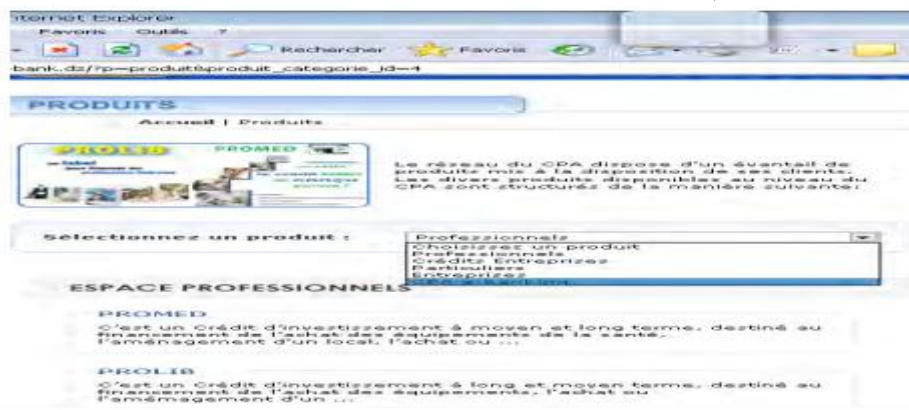 nternet Explorer
Favoris Outils ?
Rechercher Favoris
bank.dz/?p=produit&produit_categorie_id=4
PRODUITS
Accueil | Produits
PROLIB PROMED
Le réseau du CPA dispose d'un éventail de
produits mis à la disposition de ses clients.
Les divers produits disponibles au niveau du
CPA sont structurés de la manière suivante:
Sélectionnez un produit :
Professionnels
Choisissez un produit
Professionnels
Crédits Entreprises
Particuliers
Entreprises
CPA e-Banking
ESPACE PROFESSIONNELS
PROMED
C'est un Crédit d'investissement à moyen et long terme, destiné au
financement de l'achat des équipements de la santé,
l'aménagement d'un local, l'achat ou ...
PROLIB
C'est un Crédit d'investissement à long et moyen terme, destiné au
financement de l'achat des équipements, l'achat ou
l'aménagement d'un ...